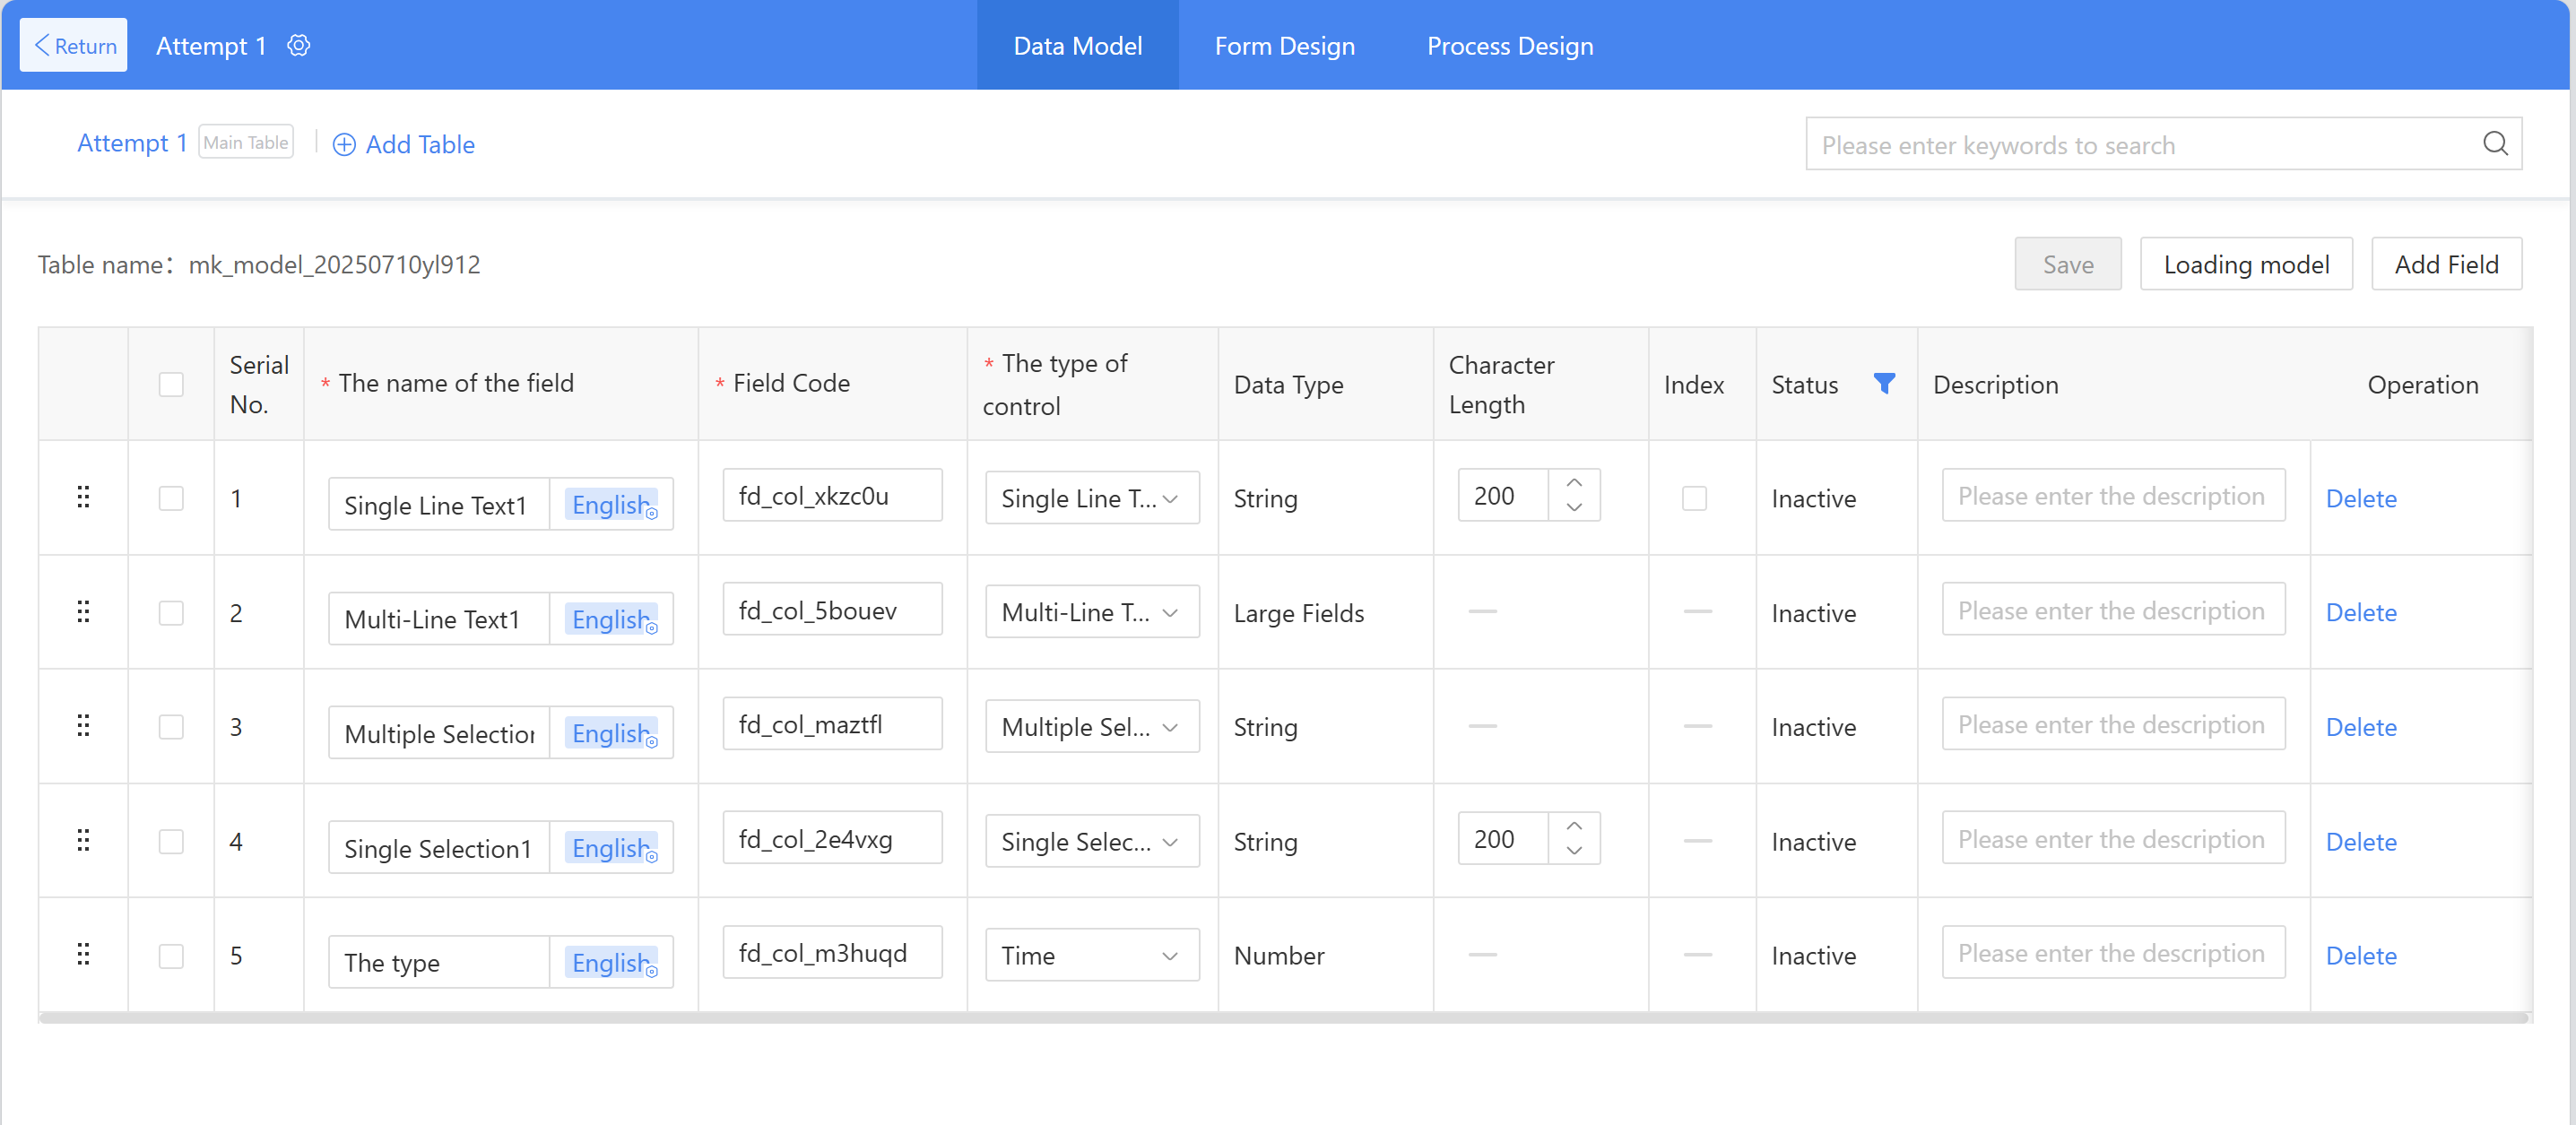 Return Attempt 1 Data Model Form Design Process Design
Attempt 1 Main Table Add Table Please enter keywords to search
Table name：mk_model_20250710yl912 Save Loading model Add Field
Serial No. * The name of the field * Field Code * The type of control Data Type Character Length Index Status Description Operation
1 Single Line Text1 English fd_col_xkzc0u Single Line T... String 200 Inactive Please enter the description Delete
2 Multi-Line Text1 English fd_col_5bouev Multi-Line T... Large Fields — — Inactive Please enter the description Delete
3 Multiple Selection English fd_col_maztfl Multiple Sel... String — — Inactive Please enter the description Delete
4 Single Selection1 English fd_col_2e4vxg Single Selec... String 200 — Inactive Please enter the description Delete
5 The type English fd_col_m3huqd Time Number — — Inactive Please enter the description Delete